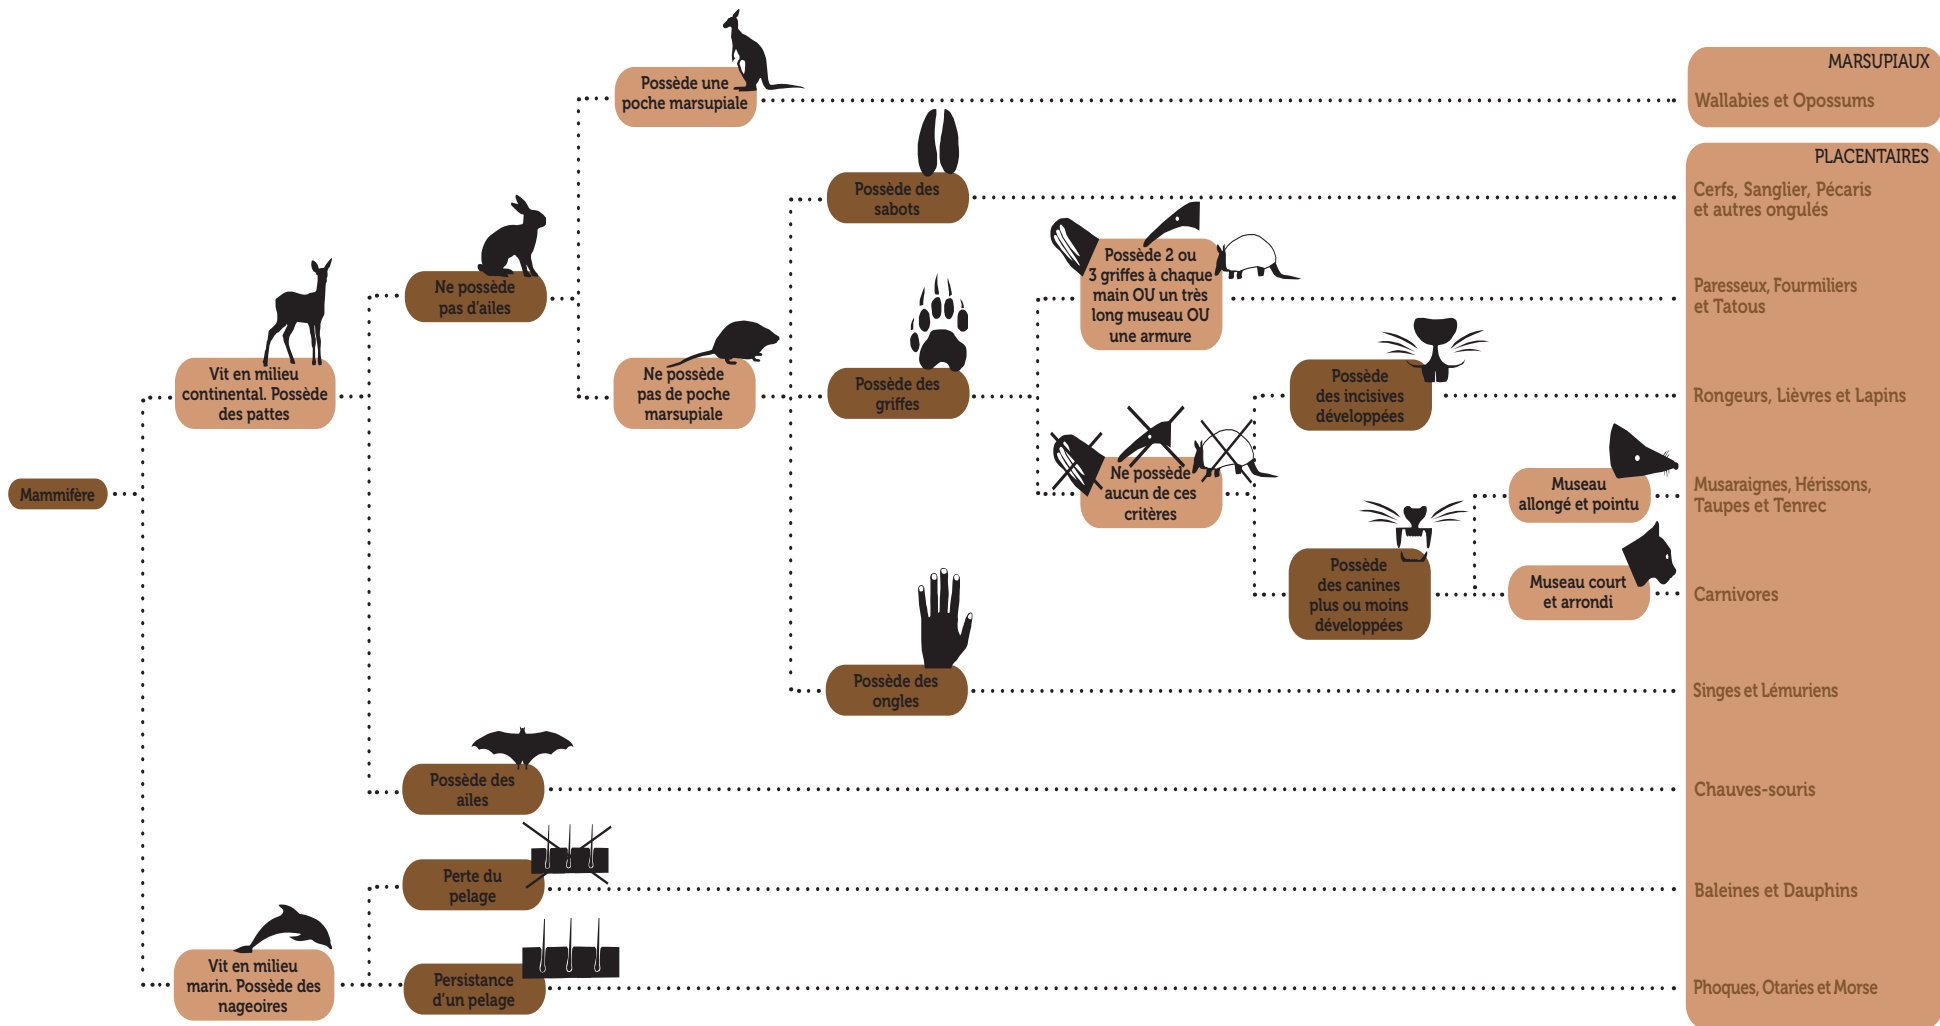 MARSUPIAUX
Possède une
poche marsupiale
Wallabies et Opossums
PLACENTAIRES
Possède des
sabots
Cerfs, Sanglier, Pécaris
et autres ongulés
Ne possède
pas d'ailes
Possède 2 ou
3 griffes à chaque
main OU un très
long museau OU
une armure
Paresseux, Fourmiliers
et Tatous
Vit en milieu
continental. Possède
des pattes
Ne possède
pas de poche
marsupiale
Possède des
griffes
Possède
des incisives
développées
Rongeurs, Lièvres et Lapins
Mammifère
Ne possède
aucun de ces
critères
Museau
allongé et pointu
Musaraignes, Hérissons,
Taupes et Tenrec
Possède
des canines
plus ou moins
développées
Museau court
et arrondi
Carnivores
Possède des
ongles
Singes et Lémuriens
Possède des
ailes
Chauves-souris
Perte du
pelage
Baleines et Dauphins
Vit en milieu
marin. Possède des
nageoires
Persistance
d'un pelage
Phoques, Otaries et Morse